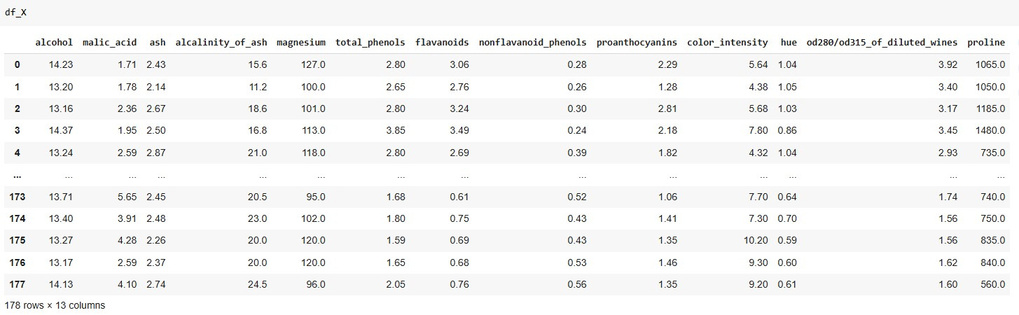 df_X
alcohol malic_acid ash alcalinity_of_ash magnesium total_phenols flavanoids nonflavanoid_phenols proanthocyanins color_intensity hue od280/od315_of_diluted_wines proline
0 14.23 1.71 2.43 15.6 127.0 2.80 3.06 0.28 2.29 5.64 1.04 3.92 1065.0
1 13.20 1.78 2.14 11.2 100.0 2.65 2.76 0.26 1.28 4.38 1.05 3.40 1050.0
2 13.16 2.36 2.67 18.6 101.0 2.80 3.24 0.30 2.81 5.68 1.03 3.17 1185.0
3 14.37 1.95 2.50 16.8 113.0 3.85 3.49 0.24 2.18 7.80 0.86 3.45 1480.0
4 13.24 2.59 2.87 21.0 118.0 2.80 2.69 0.39 1.82 4.32 1.04 2.93 735.0
... ... ... ... ... ... ... ... ... ... ... ... ... ...
173 13.71 5.65 2.45 20.5 95.0 1.68 0.61 0.52 1.06 7.70 0.64 1.74 740.0
174 13.40 3.91 2.48 23.0 102.0 1.80 0.75 0.43 1.41 7.30 0.70 1.56 750.0
175 13.27 4.28 2.26 20.0 120.0 1.59 0.69 0.43 1.35 10.20 0.59 1.56 835.0
176 13.17 2.59 2.37 20.0 120.0 1.65 0.68 0.53 1.46 9.30 0.60 1.62 840.0
177 14.13 4.10 2.74 24.5 96.0 2.05 0.76 0.56 1.35 9.20 0.61 1.60 560.0
178 rows × 13 columns